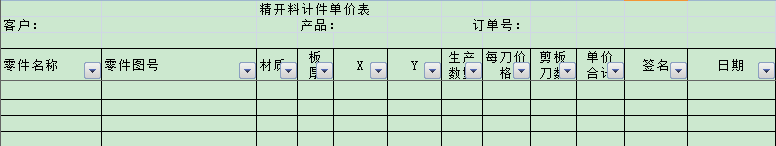 精开料计件单价表
客户： 产品： 订单号：
零件名称 零件图号 材质 板厚 X Y 生产数量 每刀价格 剪板刀数 单价合计 签名 日期